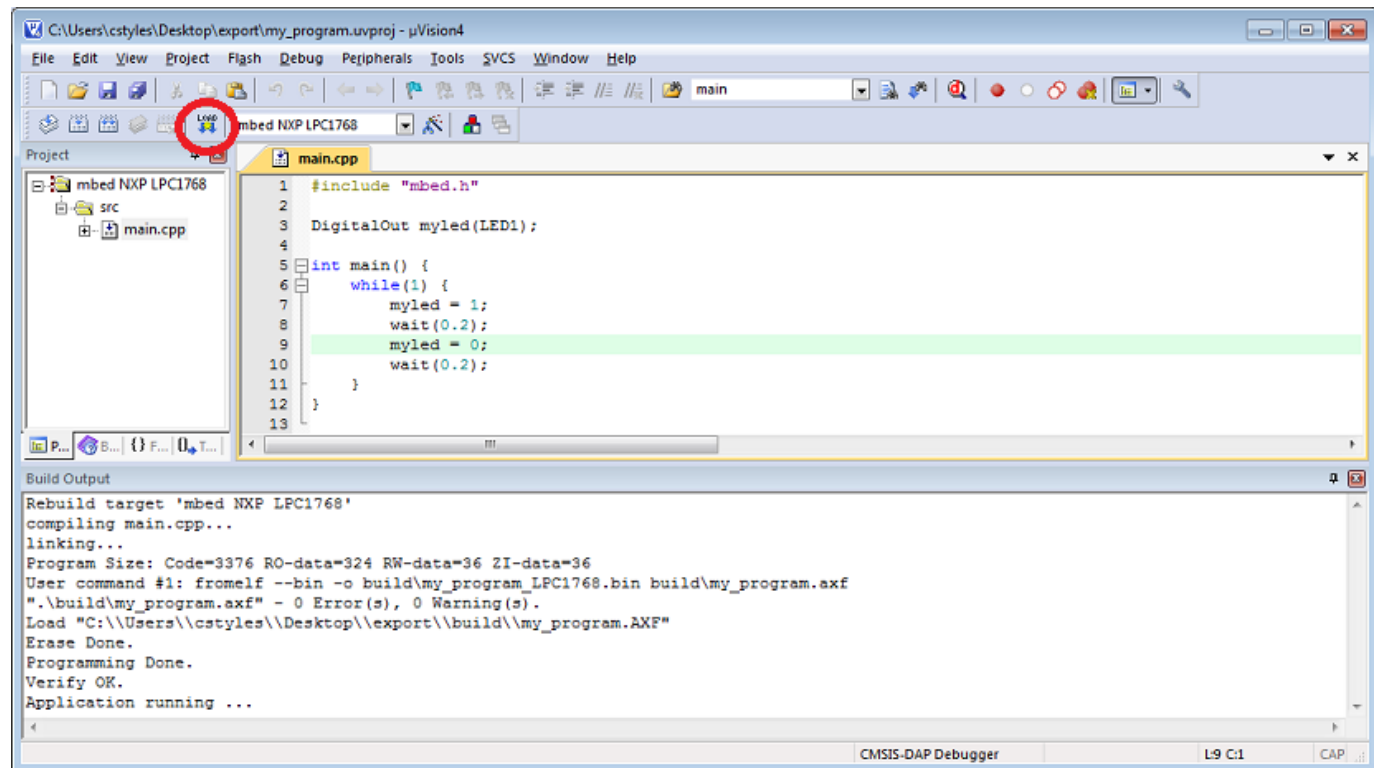 C:\Users\cstyles\Desktop\export\my_program.uvproj - µVision4
File Edit View Project Flash Debug Peripherals Tools SVCS Window Help
main
LOAD mbed NXP LPC1768
Project
main.cpp
mbed NXP LPC1768
src
main.cpp
1 #include "mbed.h"
2
3 DigitalOut myled(LED1);
4
5 int main() {
6 while(1) {
7 myled = 1;
8 wait(0.2);
9 myled = 0;
10 wait(0.2);
11 }
12 }
13
P... B... {} F... 0 T...
Build Output
Rebuild target 'mbed NXP LPC1768'
compiling main.cpp...
linking...
Program Size: Code=3376 RO-data=324 RW-data=36 ZI-data=36
User command #1: fromelf --bin -o build\my_program_LPC1768.bin build\my_program.axf
".\build\my_program.axf" - 0 Error(s), 0 Warning(s).
Load "C:\\Users\\cstyles\\Desktop\\export\\build\\my_program.AXF"
Erase Done.
Programming Done.
Verify OK.
Application running ...
CMSIS-DAP Debugger L:9 C:1 CAP